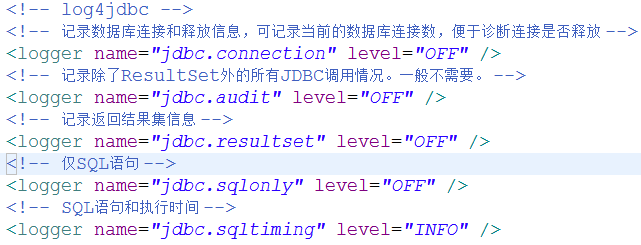 <!-- log4jdbc -->
<!-- 记录数据库连接和释放信息，可记录当前的数据库连接数，便于诊断连接是否释放 -->
<logger name="jdbc.connection" level="OFF" />
<!-- 记录除了ResultSet外的所有JDBC调用情况。一般不需要。 -->
<logger name="jdbc.audit" level="OFF" />
<!-- 记录返回结果集信息 -->
<logger name="jdbc.resultset" level="OFF" />
<!-- 仅SQL语句 -->
<logger name="jdbc.sqlonly" level="OFF" />
<!-- SQL语句和执行时间 -->
<logger name="jdbc.sqltiming" level="INFO" />